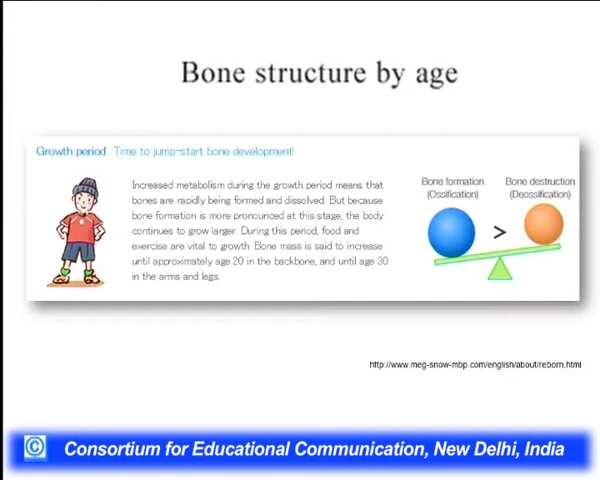 Bone structure by age
Growth period Time to jump-start bone development!
Increased metabolism during the growth period means that
bones are rapidly being formed and dissolved. But because
bone formation is more pronounced at this stage, the body
continues to grow larger. During this period, food and
exercise are vital to growth. Bone mass is said to increase
until approximately age 20 in the backbone, and until age 30
in the arms and legs.
Bone formation
(Ossification)
Bone destruction
(Deossification)
>
http://www.meg-snow-mbp.com/english/about/reborn.html
© Consortium for Educational Communication, New Delhi, India